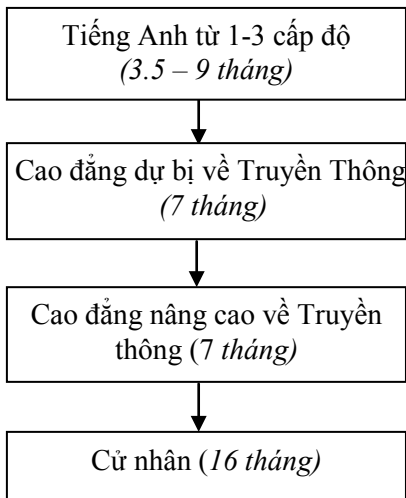 Tiếng Anh từ 1-3 cấp độ
(3.5 – 9 tháng)
Cao đẳng dự bị về Truyền Thông
(7 tháng)
Cao đẳng nâng cao về Truyền
thông (7 tháng)
Cử nhân (16 tháng)